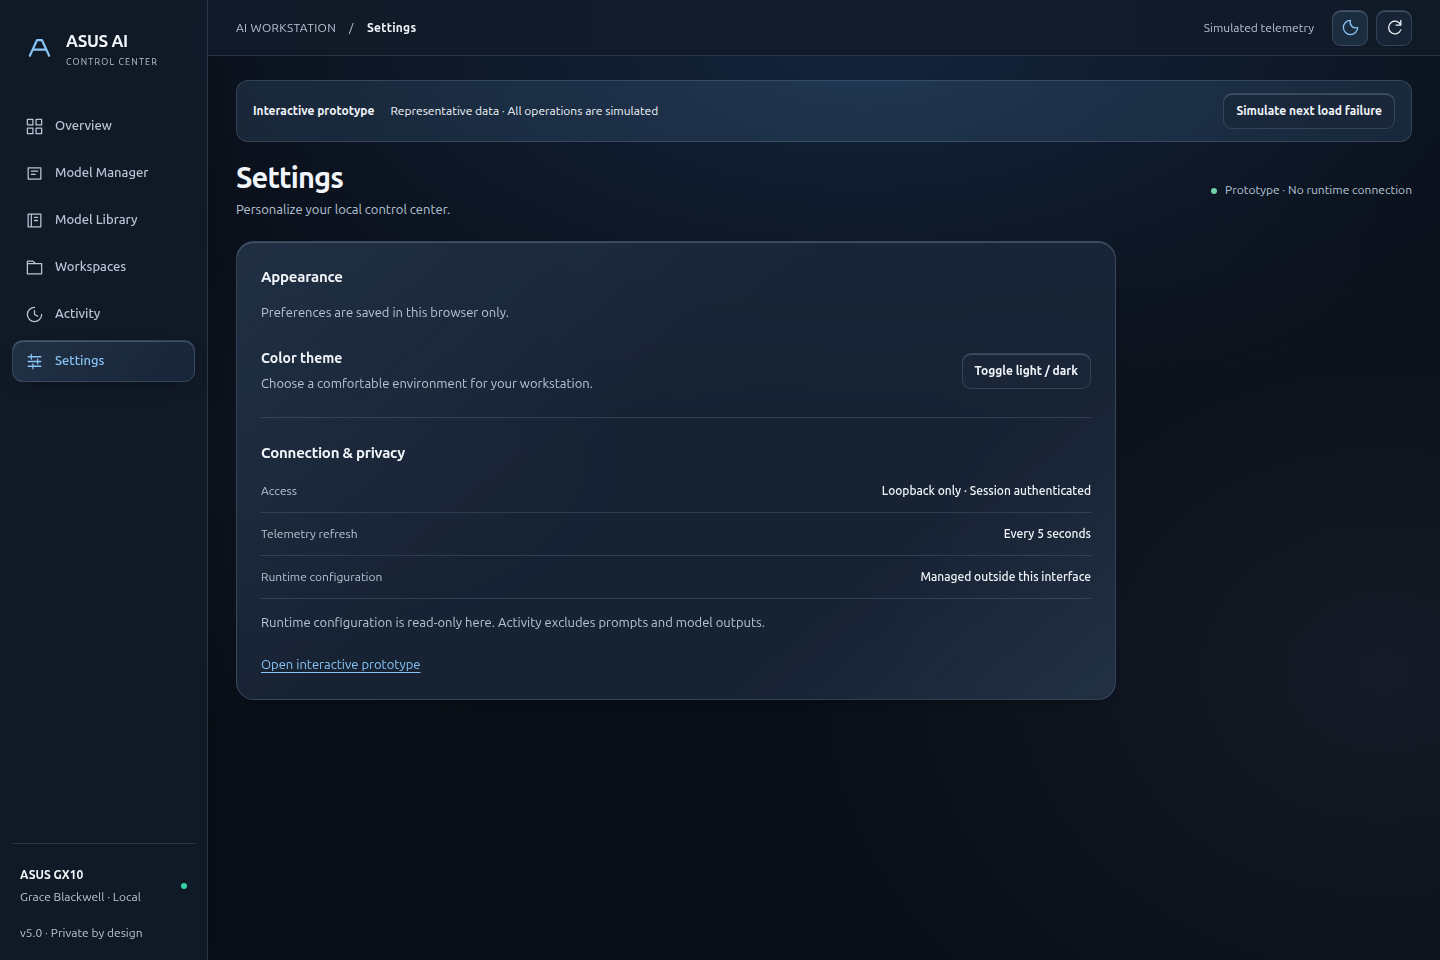 ASUS AI
CONTROL CENTER
Overview
Model Manager
Model Library
Workspaces
Activity
Settings
ASUS GX10
Grace Blackwell · Local
v5.0 · Private by design
AI WORKSTATION / Settings
Simulated telemetry
Interactive prototype Representative data · All operations are simulated
Simulate next load failure
Settings
Personalize your local control center.
Prototype · No runtime connection
Appearance
Preferences are saved in this browser only.
Color theme
Choose a comfortable environment for your workstation.
Toggle light / dark
Connection & privacy
Access Loopback only · Session authenticated
Telemetry refresh Every 5 seconds
Runtime configuration Managed outside this interface
Runtime configuration is read-only here. Activity excludes prompts and model outputs.
Open interactive prototype